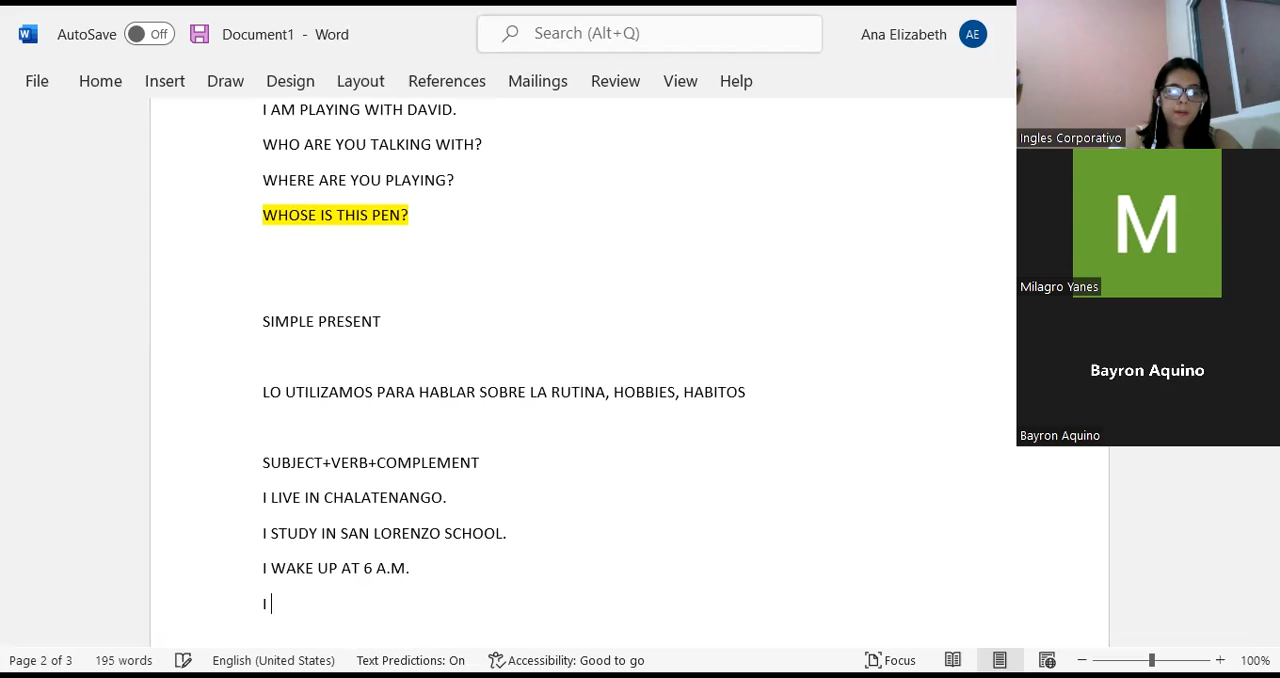 AutoSave Off Document1 - Word Search (Alt+Q) Ana Elizabeth AE
File Home Insert Draw Design Layout References Mailings Review View Help
I AM PLAYING WITH DAVID.
WHO ARE YOU TALKING WITH?
WHERE ARE YOU PLAYING?
WHOSE IS THIS PEN?
SIMPLE PRESENT
LO UTILIZAMOS PARA HABLAR SOBRE LA RUTINA, HOBBIES, HABITOS
SUBJECT+VERB+COMPLEMENT
I LIVE IN CHALATENANGO.
I STUDY IN SAN LORENZO SCHOOL.
I WAKE UP AT 6 A.M.
I
Page 2 of 3 195 words English (United States) Text Predictions: On Accessibility: Good to go Focus 100%
Ingles Corporativo
M
Milagro Yanes
Bayron Aquino
Bayron Aquino